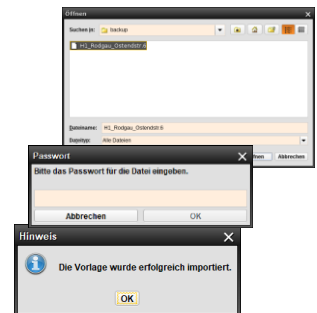 Öffnen
Suchen in: backup
H1_Rodgau_Ostendstr.6
Dateiname: H1_Rodgau_Ostendstr.6
Dateityp: Alle Dateien
Abbrechen
Passwort
Bitte das Passwort für die Datei eingeben.
Abbrechen OK
Hinweis
Die Vorlage wurde erfolgreich importiert.
OK